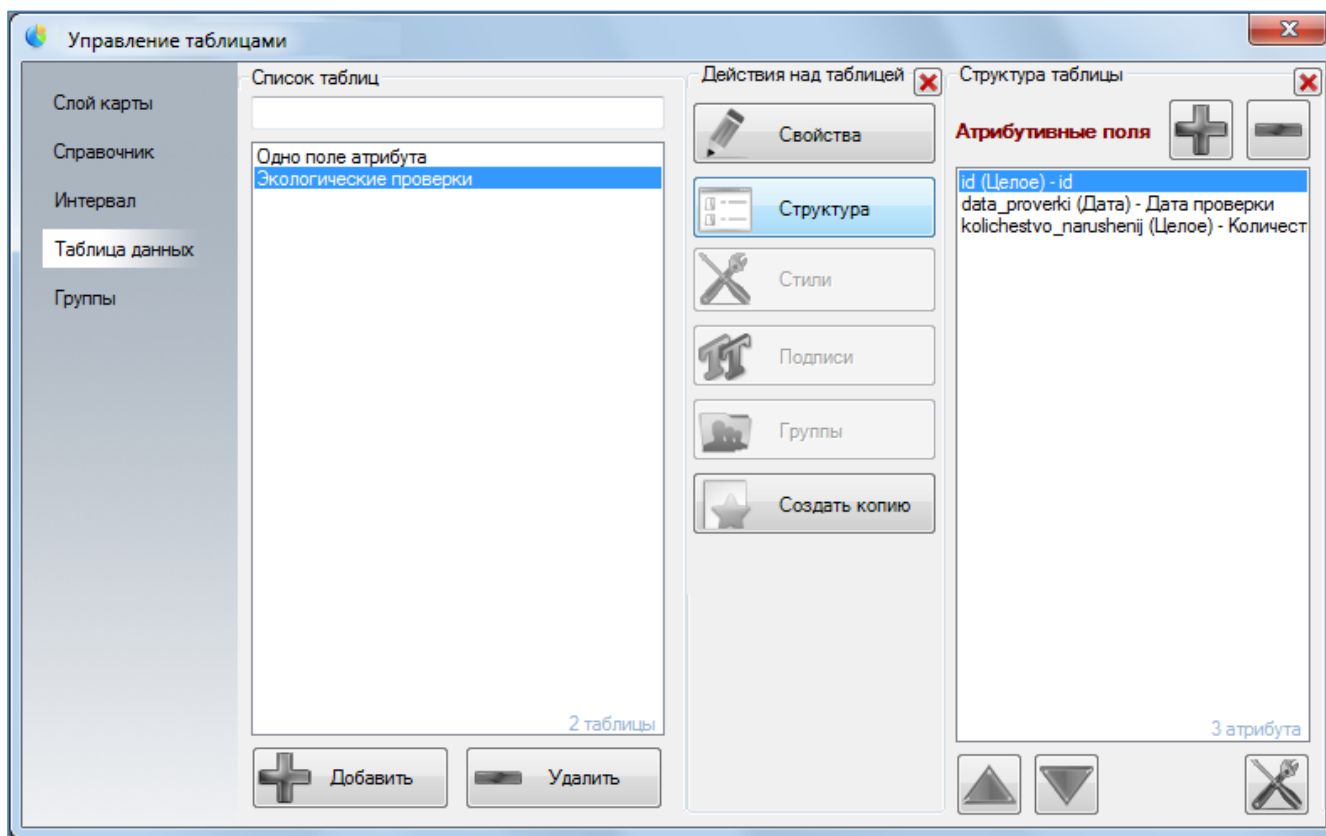 Управление таблицами
Слой карты
Справочник
Интервал
Таблица данных
Группы
Список таблиц
Одно поле атрибута
Экологические проверки
2 таблицы
Добавить
Удалить
Действия над таблицей
Свойства
Структура
Стили
Подписи
Группы
Создать копию
Структура таблицы
Атрибутивные поля
id (Целое) - id
data_proverki (Дата) - Дата проверки
kolichestvo_narushenij (Целое) - Количест
3 атрибута